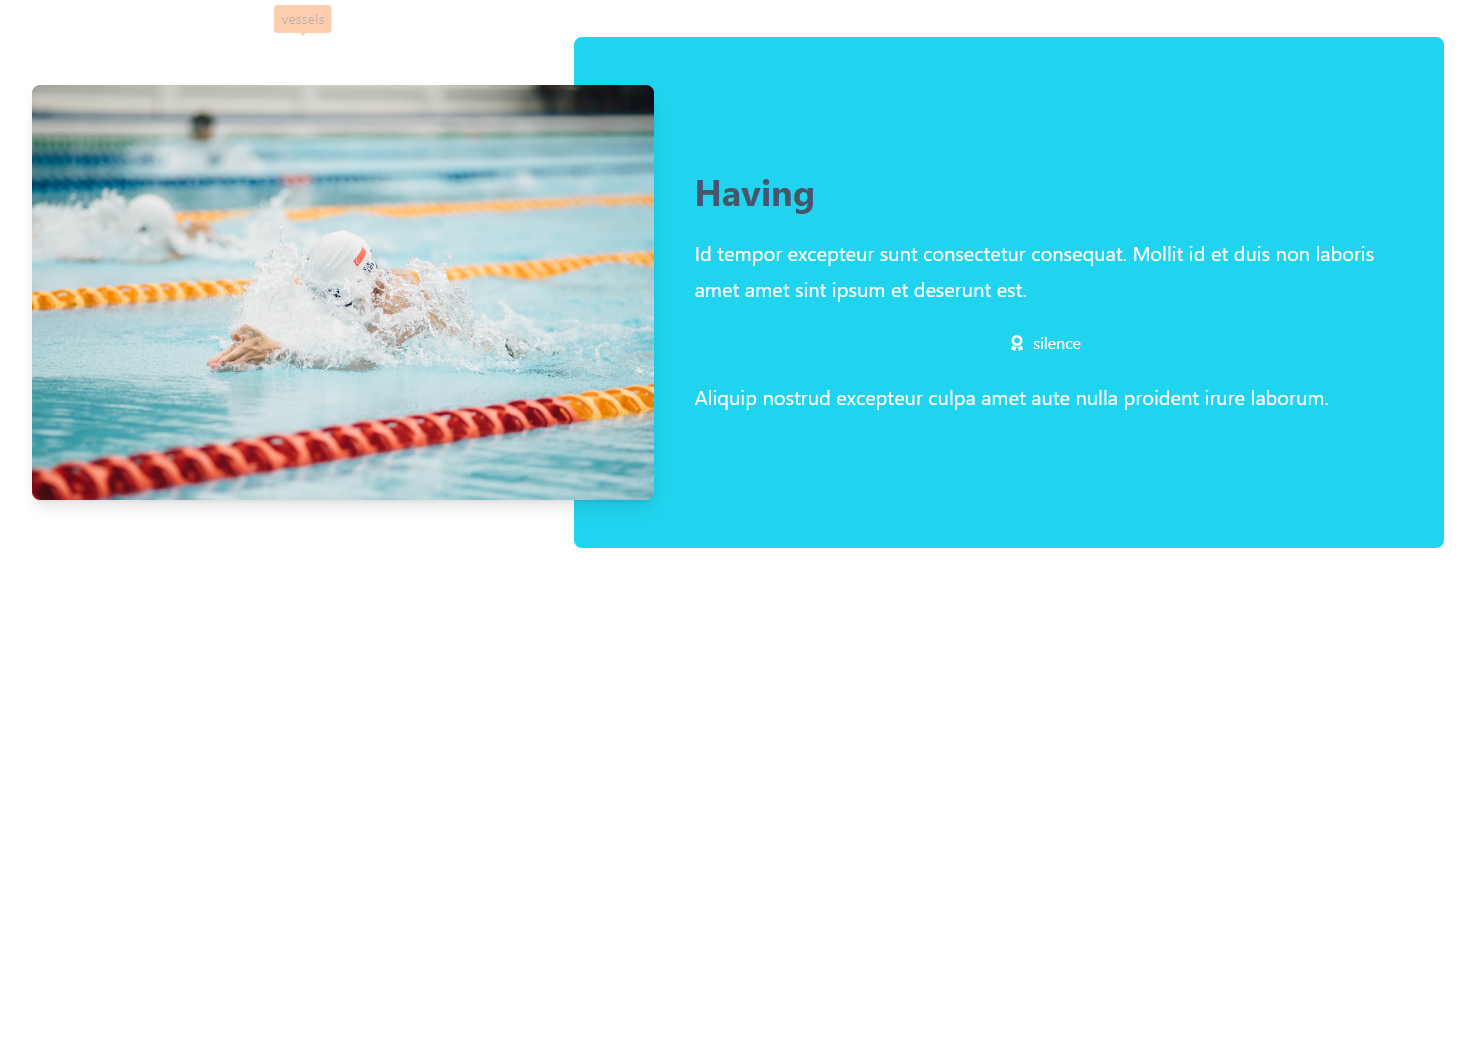 vessels
Having
Id tempor excepteur sunt consectetur consequat. Mollit id et duis non laboris
amet amet sint ipsum et deserunt est.
silence
Aliquip nostrud excepteur culpa amet aute nulla proident irure laborum.